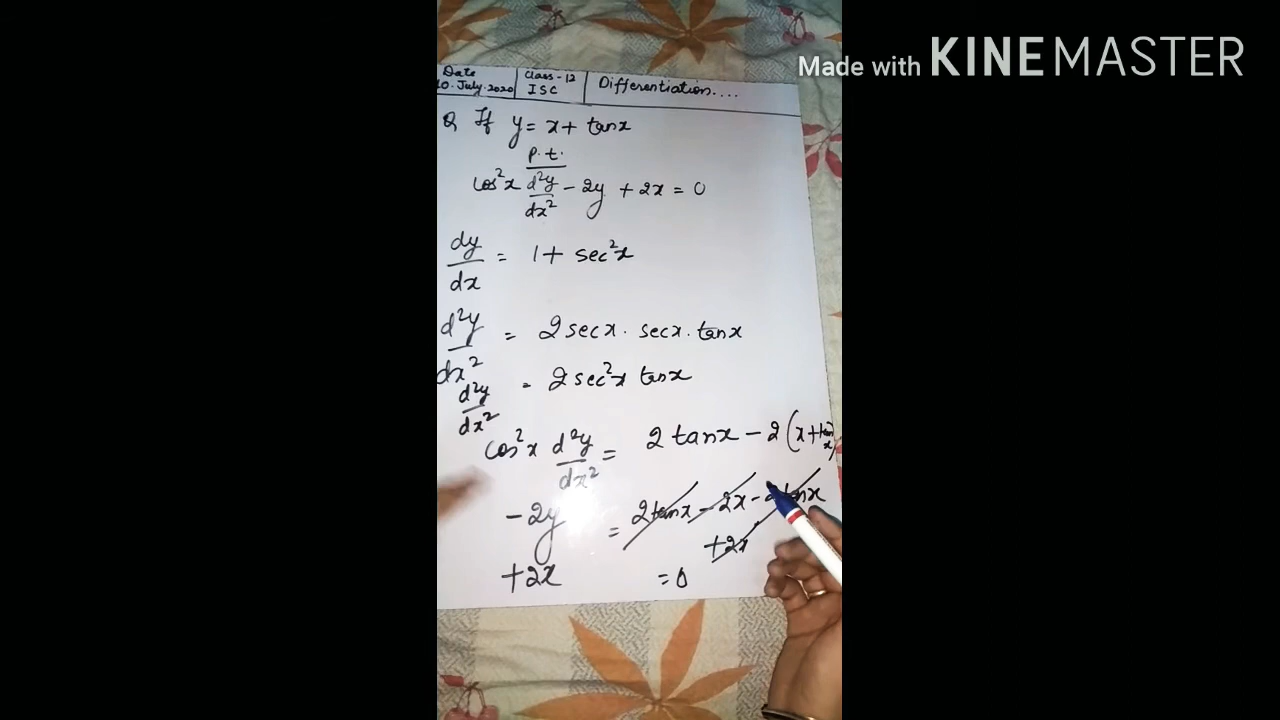 Made with KINEMASTER
Date
10. July. 2020
Class - 12
ISC
Differentiation....
Q If y = x + tanx
p.t.
cos²x d²y/dx² - 2y + 2x = 0
dy/dx = 1 + sec²x
d²y/dx² = 2 secx . secx . tanx
d²y/dx² = 2 sec²x tanx
cos²x d²y/dx² = 2 tanx - 2 (x + tanx)
- 2y = 2tanx - 2x - 2tanx
+ 2x
+ 2x = 0